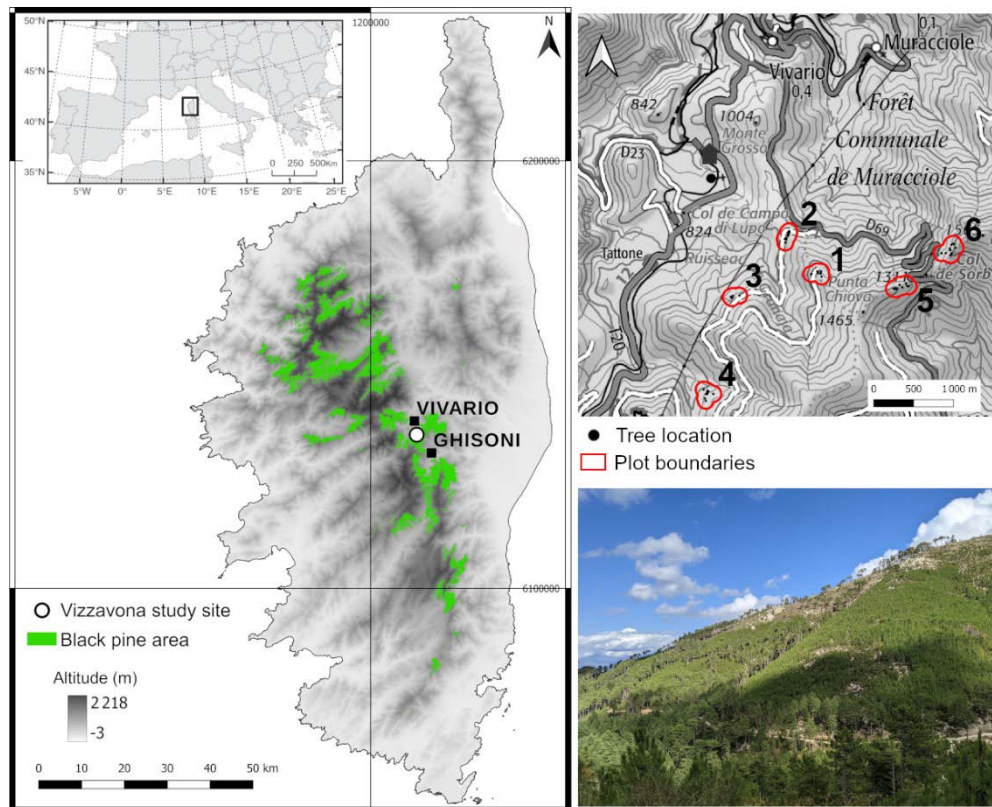 50°N
45°N
40°N
35°N
5°W
0°
5°E
10°E
15°E
20°E
25°E
0 250 500Km
1200000
N
6200000
VIVARIO
GHISONI
6100000
Vizzavona study site
Black pine area
Altitude (m)
2 218
-3
0 10 20 30 40 50 km
0,1
Muracciole
Vivario
0,4
Forêt
Communale
de Muracciole
842
1004
Monte
Grosso
D23
Col de Campo
di Lupo
824
Ruisseau
Tattone
2
D69
6
1
Punta
Chiova
1311
Col
de Sorb
3
1465
5
T20
4
0 500 1 000 m
Tree location
Plot boundaries